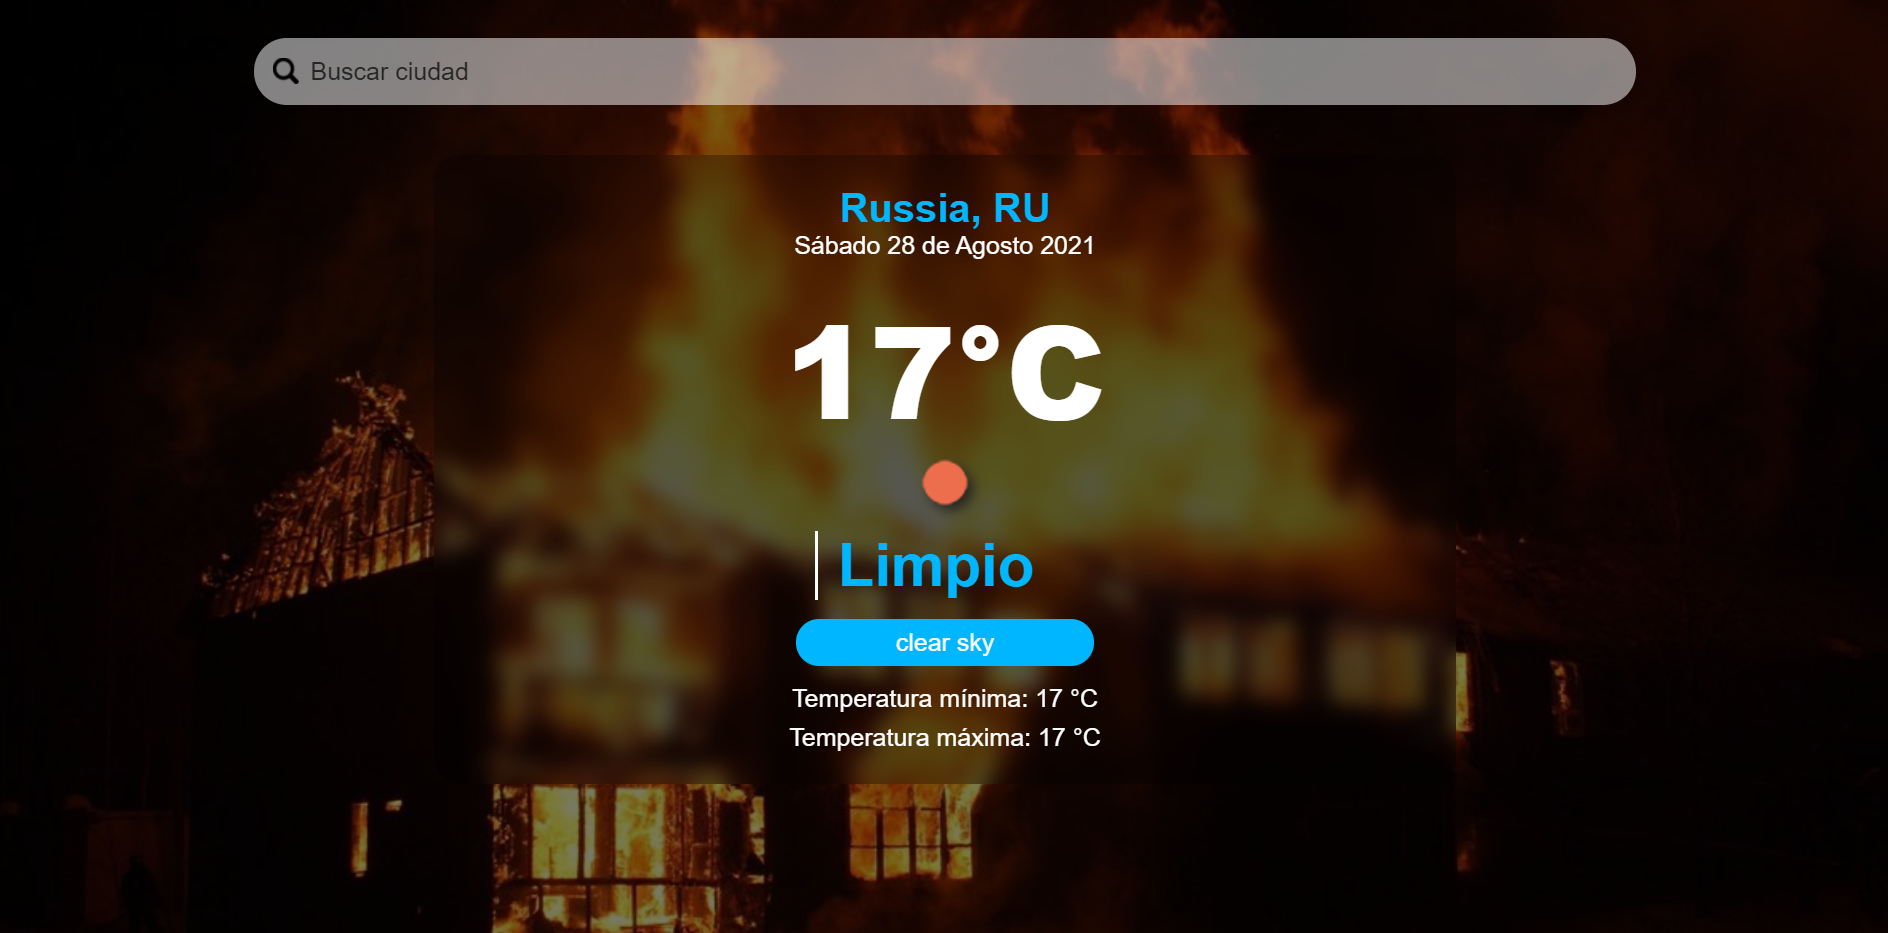 Buscar ciudad
Russia, RU
Sábado 28 de Agosto 2021
17°C
Limpio
clear sky
Temperatura mínima: 17 °C
Temperatura máxima: 17 °C